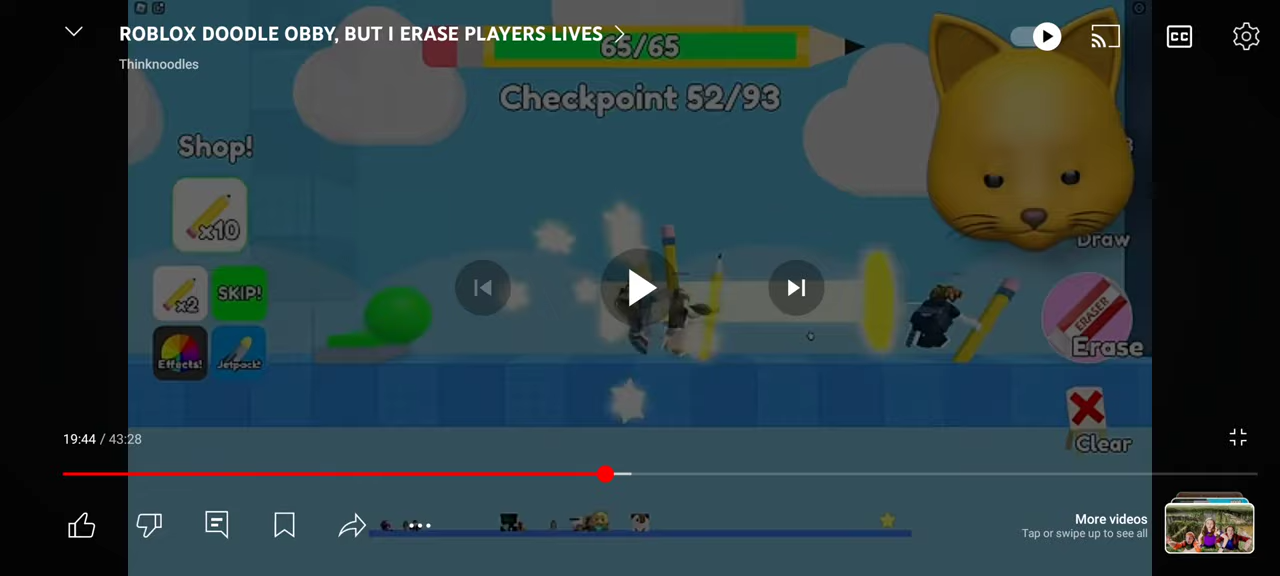 ROBLOX DOODLE OBBY, BUT I ERASE PLAYERS LIVES
Thinknoodles
CC
65/65
Checkpoint 52/93
Shop!
x10
x2
SKIP!
Effects!
Jetpack!
Draw
ERASER
Erase
Clear
19:44 / 43:28
More videos
Tap or swipe up to see all